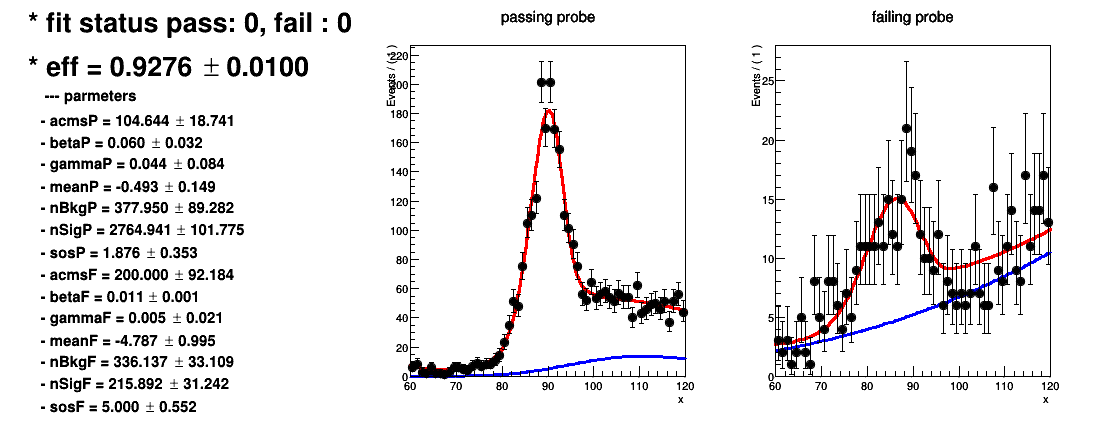 * fit status pass: 0, fail : 0
* eff = 0.9276 ± 0.0100
--- parmeters
- acmsP = 104.644 ± 18.741
- betaP = 0.060 ± 0.032
- gammaP = 0.044 ± 0.084
- meanP = -0.493 ± 0.149
- nBkgP = 377.950 ± 89.282
- nSigP = 2764.941 ± 101.775
- sosP = 1.876 ± 0.353
- acmsF = 200.000 ± 92.184
- betaF = 0.011 ± 0.001
- gammaF = 0.005 ± 0.021
- meanF = -4.787 ± 0.995
- nBkgF = 336.137 ± 33.109
- nSigF = 215.892 ± 31.242
- sosF = 5.000 ± 0.552
passing probe
Events / ( 1 )
220
200
180
160
140
120
100
80
60
40
20
0
60 70 80 90 100 110 120
x
failing probe
Events / ( 1 )
25
20
15
10
5
0
60 70 80 90 100 110 120
x